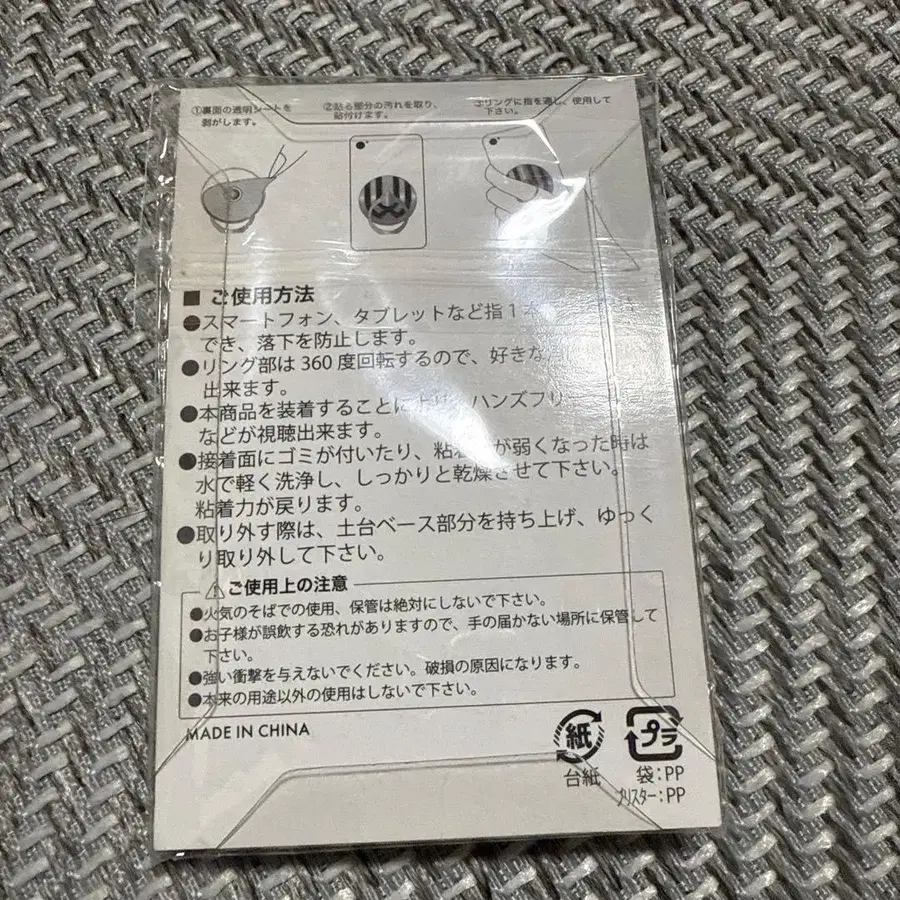 ①裏面の透明シートを
剥がします。
②貼る部分の汚れを取り、
貼付けます。
③リングに指を通し、使用して
下さい。
■ ご使用方法
●スマートフォン、タブレットなど指1
でき、落下を防止します。
●リング部は360度回転するので、好きな
出来ます。
●本商品を装着することに ハンズフリ
などが視聴出来ます。
●接着面にゴミが付いたり、粘着 が弱くなった時は
水で軽く洗浄し、しっかりと乾燥させて下さい。
粘着力が戻ります。
●取り外す際は、土台ベース部分を持ち上げ、ゆっく
り取り外して下さい。
⚠ ご使用上の注意
●火気のそばでの使用、保管は絶対にしないで下さい。
●お子様が誤飲する恐れがありますので、手の届かない場所に保管して
下さい。
●強い衝撃を与えないでください。破損の原因になります。
●本来の用途以外の使用はしないで下さい。
MADE IN CHINA
紙
台紙
プラ
袋:PP
ブリスター:PP